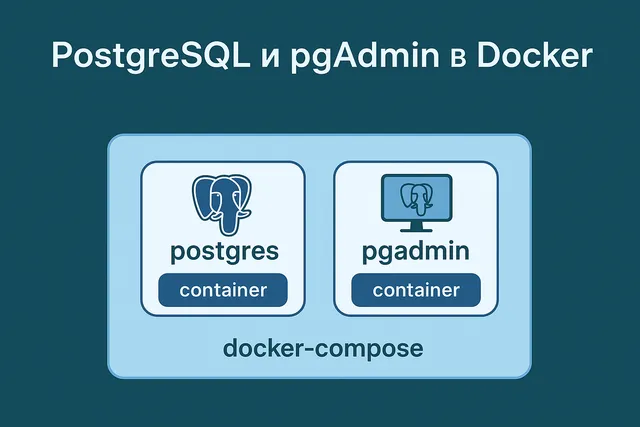 PostgreSQL и pgAdmin в Docker
postgres
pgadmin
container
container
docker-compose